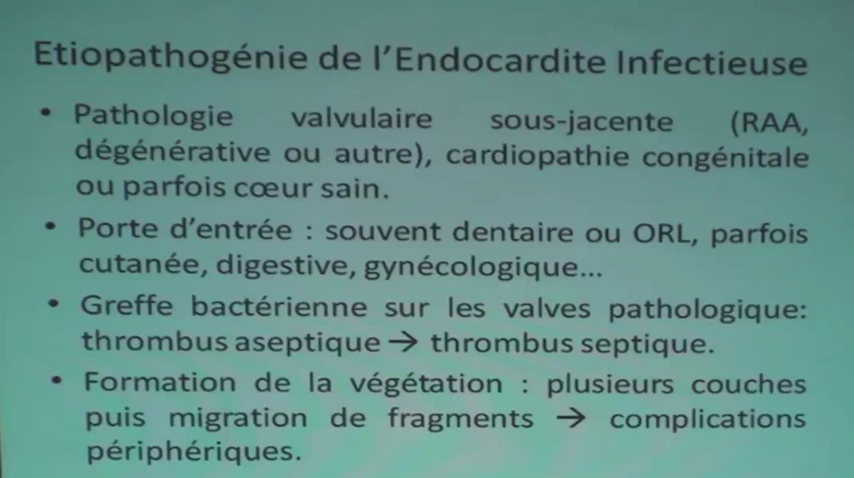 Etiopathogénie de l'Endocardite Infectieuse
• Pathologie valvulaire sous-jacente (RAA,
dégénérative ou autre), cardiopathie congénitale
ou parfois cœur sain.
• Porte d'entrée : souvent dentaire ou ORL, parfois
cutanée, digestive, gynécologique...
• Greffe bactérienne sur les valves pathologique:
thrombus aseptique → thrombus septique.
• Formation de la végétation : plusieurs couches
puis migration de fragments → complications
périphériques.